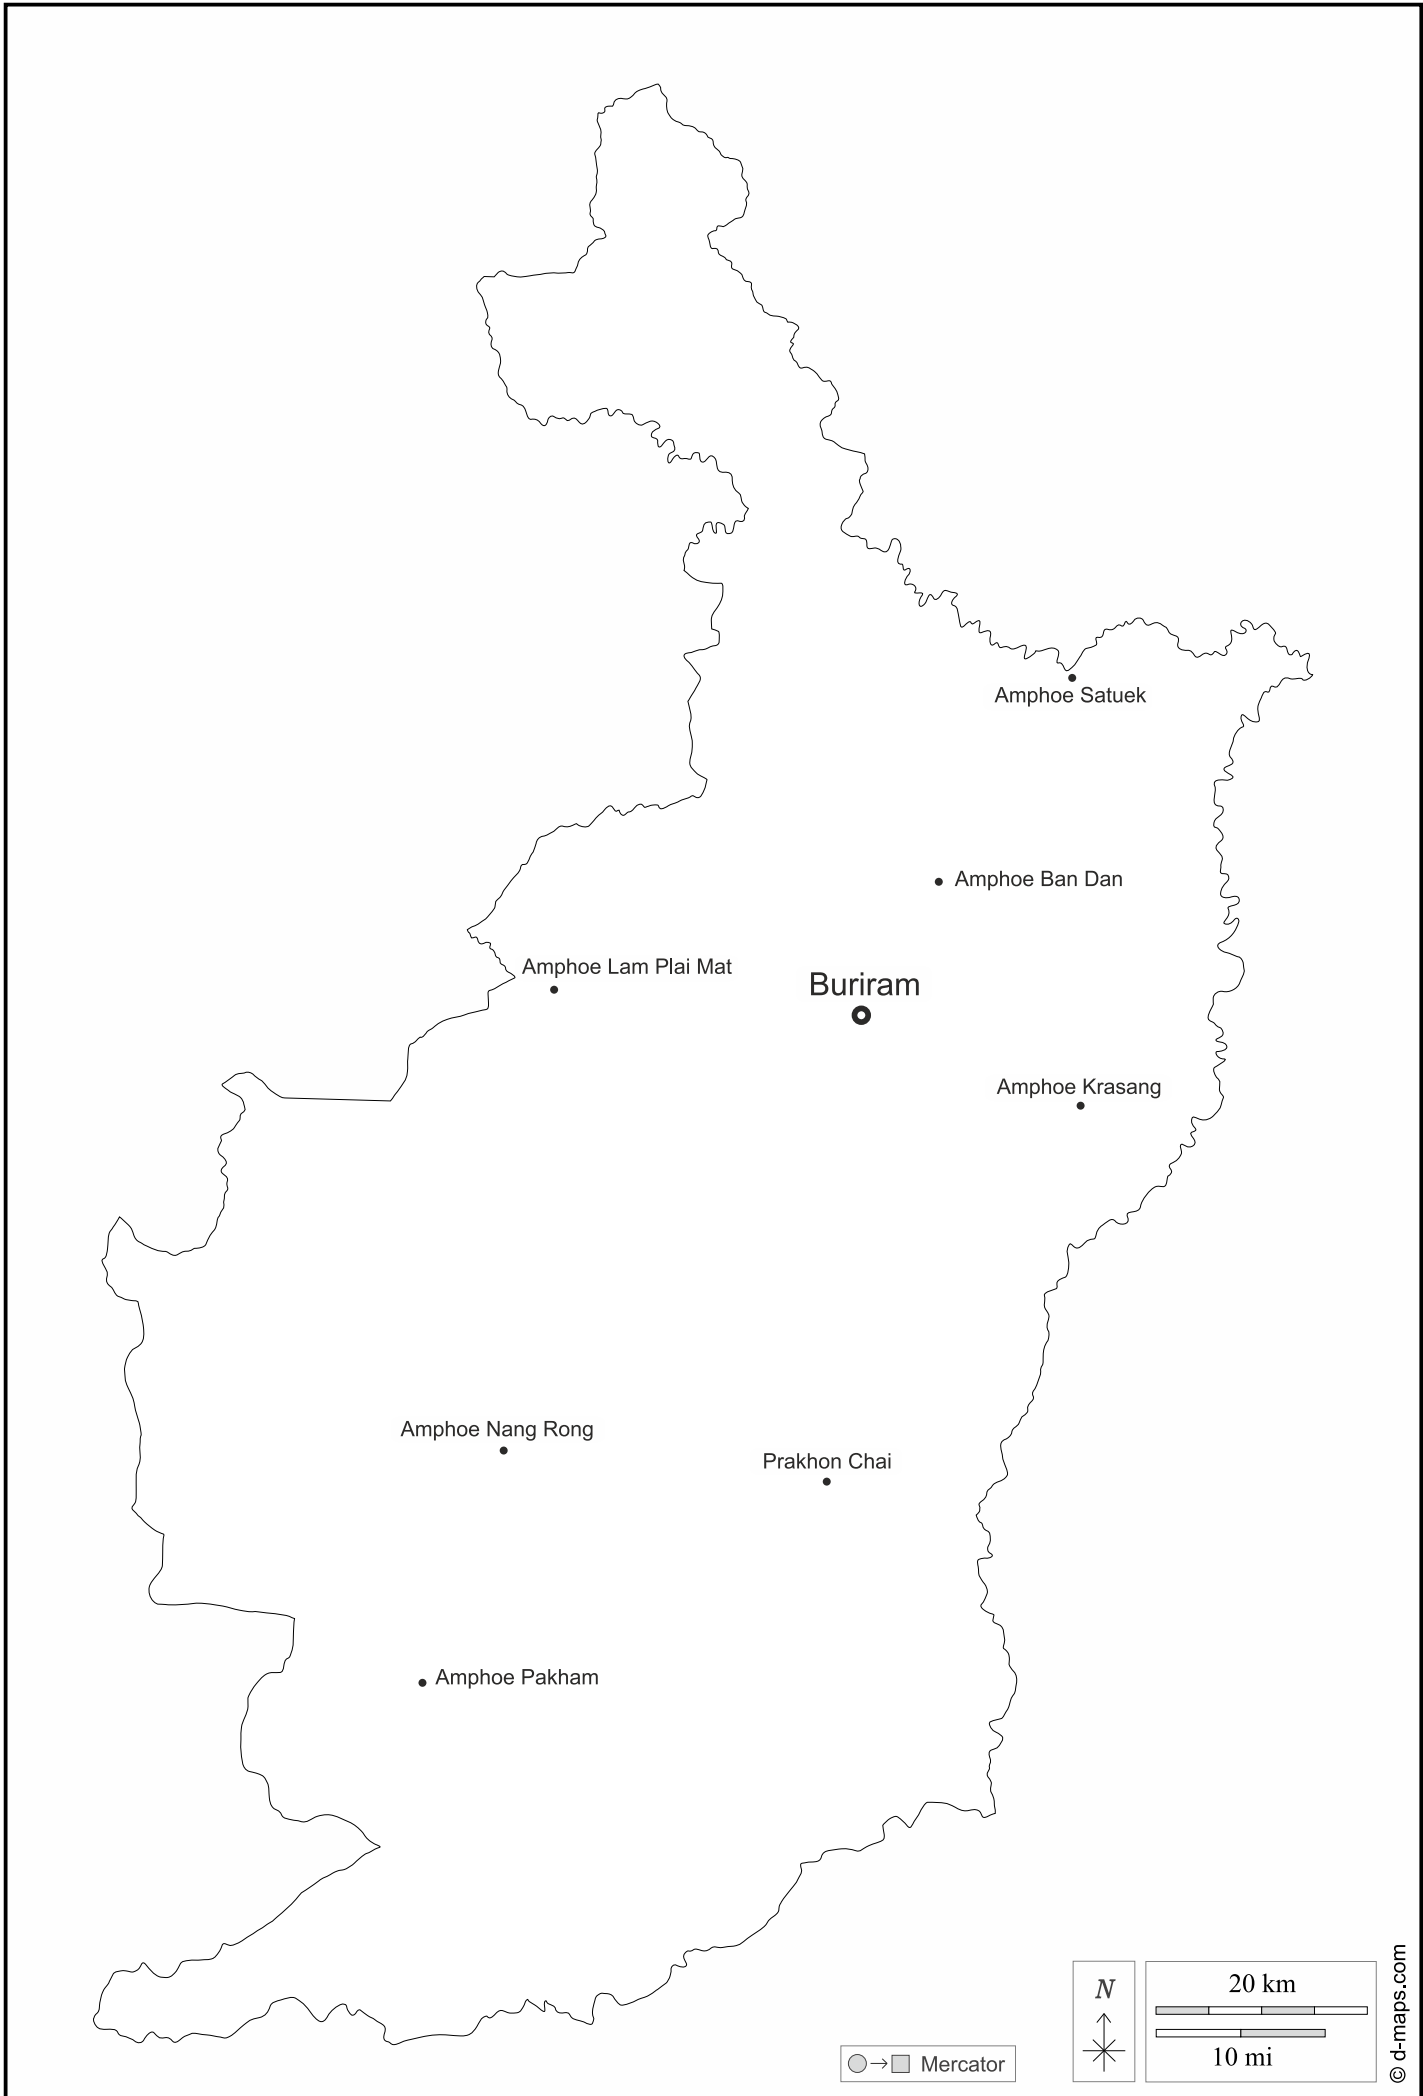 Amphoe Satuek
Amphoe Ban Dan
Amphoe Lam Plai Mat
Buriram
Amphoe Krasang
Amphoe Nang Rong
Prakhon Chai
Amphoe Pakham
N
20 km
10 mi
Mercator
© d-maps.com